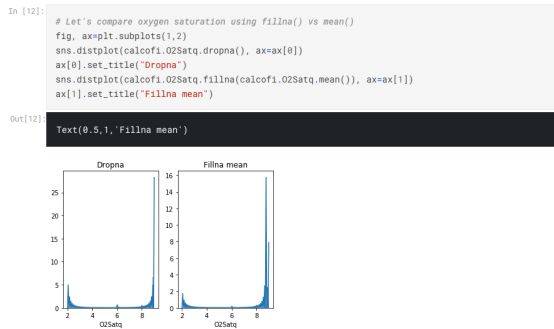 In [12]:
# Let's compare oxygen saturation using fillna() vs mean()
fig, ax=plt.subplots(1,2)
sns.distplot(calcofi.O2Satq.dropna(), ax=ax[0])
ax[0].set_title("Dropna")
sns.distplot(calcofi.O2Satq.fillna(calcofi.O2Satq.mean()), ax=ax[1])
ax[1].set_title("Fillna mean")
Out[12]:
Text(0.5,1,'Fillna mean')
Dropna
25
20
15
10
5
0
2 4 6 8
O2Satq
Fillna mean
16
14
12
10
8
6
4
2
0
2 4 6 8
O2Satq